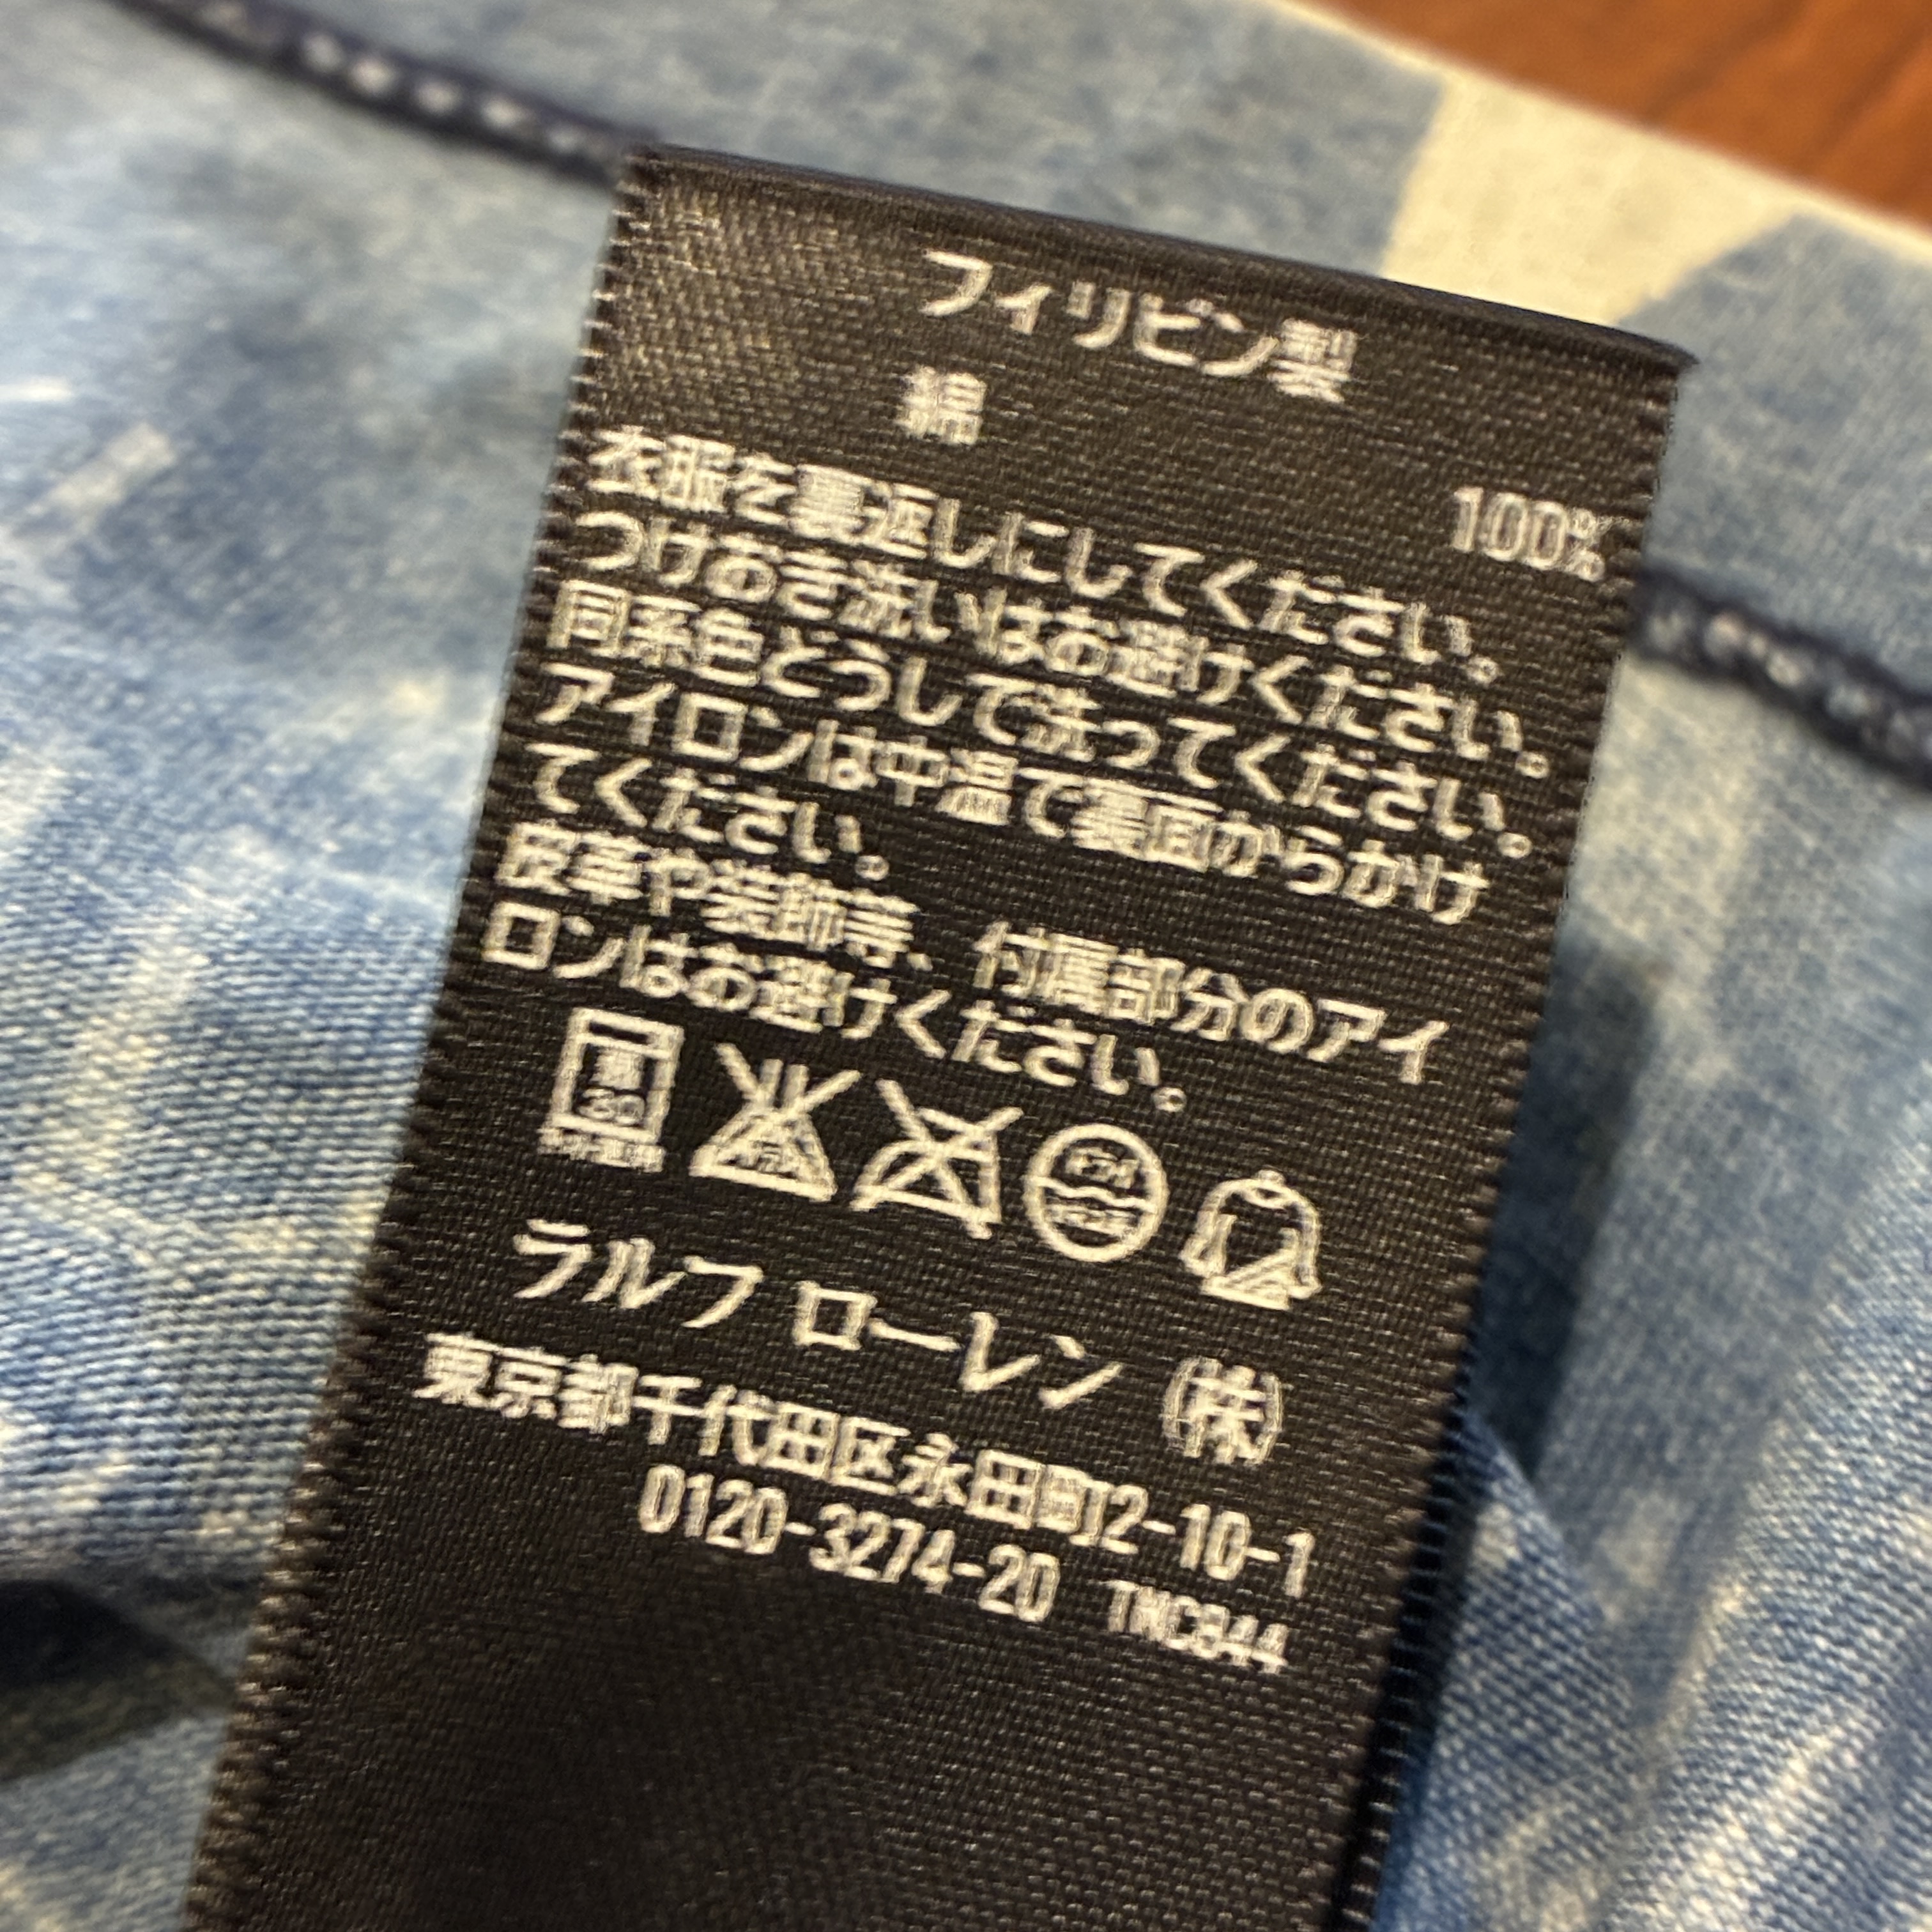 フィリピン製
綿 100%
衣服を裏返しにしてください。
つけおき洗いはお避けください。
同系色どうしで洗ってください。
アイロンは中温で裏面からかけ
てください。
皮革や装飾等、付属部分のアイ
ロンはお避けください。
ラルフ ローレン (株)
東京都千代田区永田町2-10-1
0120-3274-20